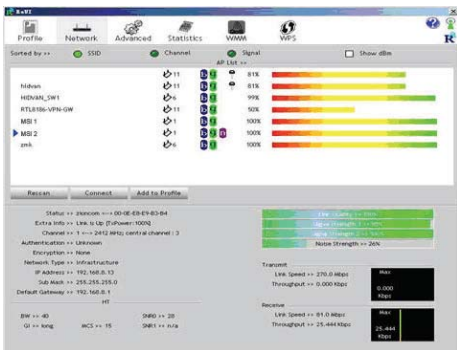 RaUI
Profile Network Advanced Statistics WMM WPS
Sorted by >> SSID Channel Signal Show dBm
AP List >>
11 81%
hldvan 11 81%
HIDVAN_SW1 6 99%
RTL8186-VPN-GW 11 50%
MSI 1 1 100%
MSI 2 1 100%
zmk 6 100%
Rescan Connect Add to Profile
Status >>
Extra Info >> Link is Up [TxPower:100%]
Channel >> 1 <--> 2412 MHz; central channel : 3
Authentication >> Unknown
Encryption >> None
Network Type >> Infrastructure
IP Address >> 192.168.0.13
Sub Mask >> 255.255.255.0
Default Gateway >> 192.168.0.1
HT
BW >> 40 SNR0 >> 28
GI >> long MCS >> 15 SNR1 >> n/a
Noise Strength >> 26%
Transmit
Link Speed >> 270.0 Mbps
Throughput >> 0.000 Kbps
Max
0.000
Kbps
Receive
Link Speed >> 81.0 Mbps
Throughput >> 25.444 Kbps
Max
25.444
Kbps